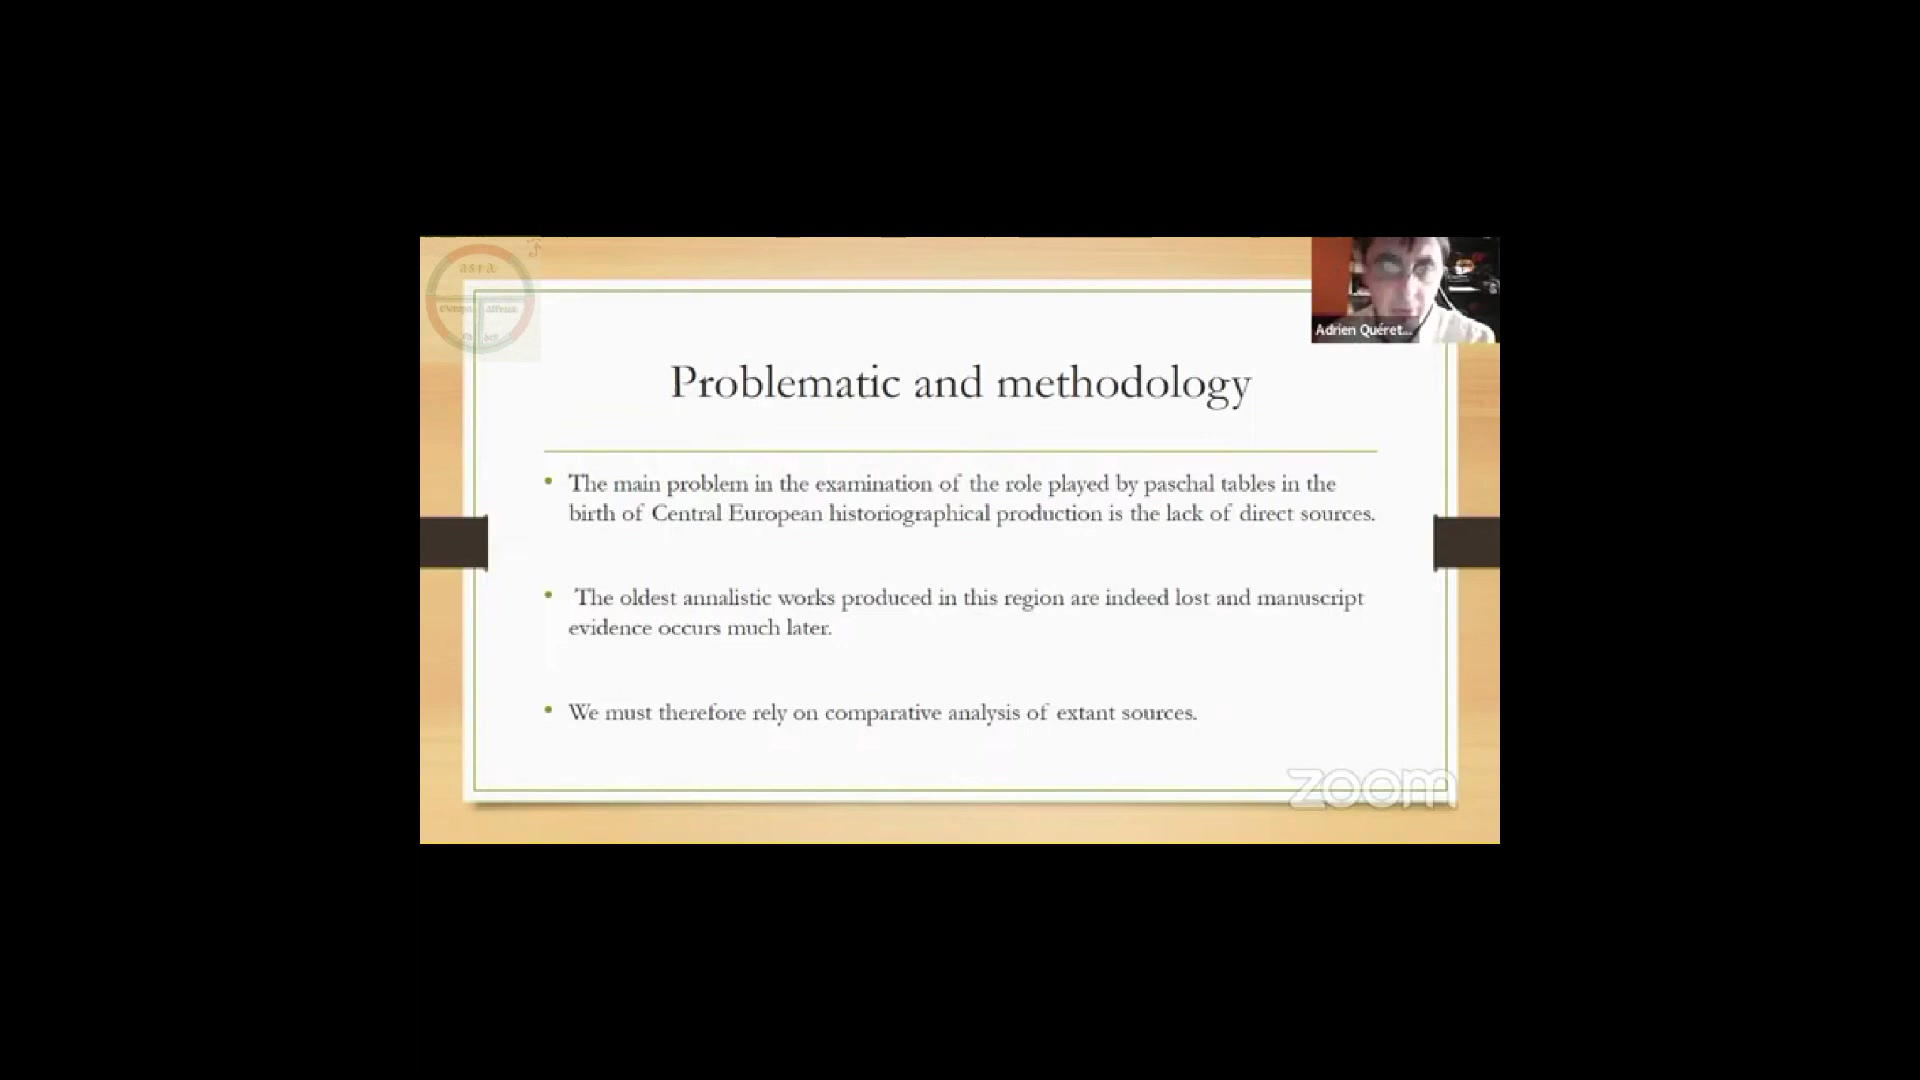 asia
Adrien Quéret...
Problematic and methodology
• The main problem in the examination of the role played by paschal tables in the
birth of Central European historiographical production is the lack of direct sources.
• The oldest annalistic works produced in this region are indeed lost and manuscript
evidence occurs much later.
• We must therefore rely on comparative analysis of extant sources.
zoom